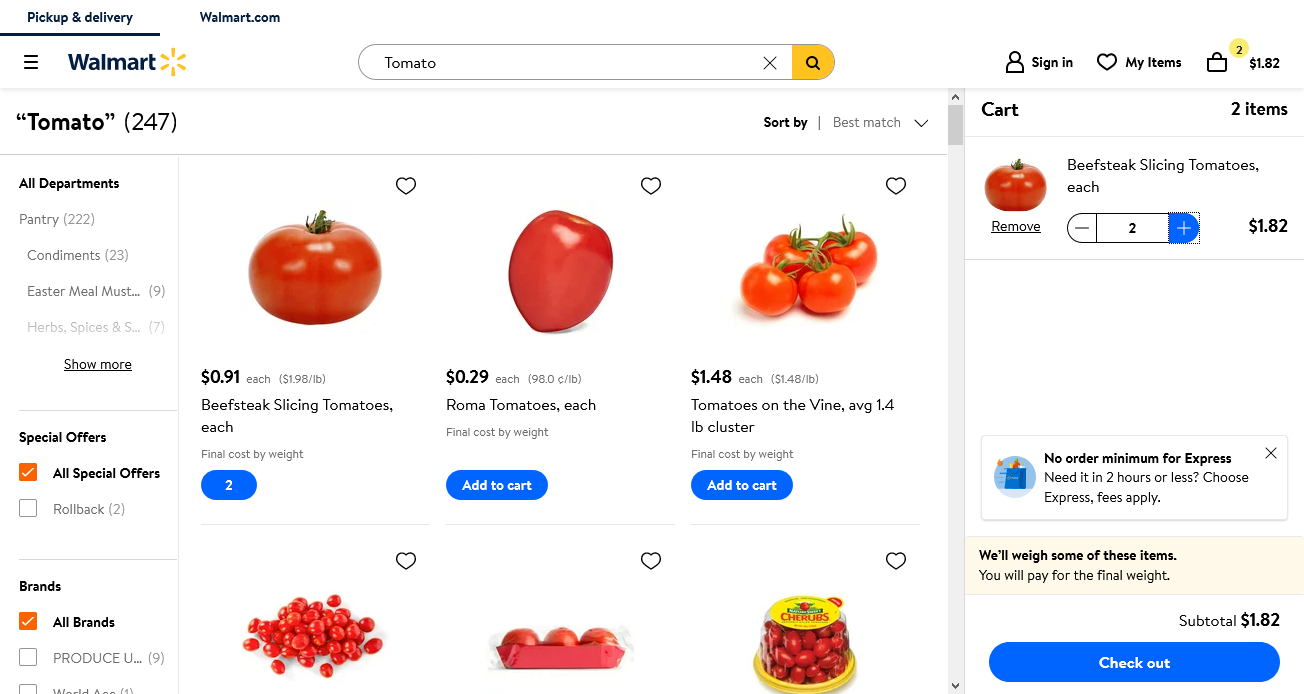 Pickup & delivery
Walmart.com
Walmart
Tomato
Sign in
My Items
2
$1.82
“Tomato” (247)
Sort by | Best match
All Departments
Pantry (222)
Condiments (23)
Easter Meal Must... (9)
Herbs, Spices & S... (7)
Show more
Special Offers
All Special Offers
Rollback (2)
Brands
All Brands
PRODUCE U... (9)
World Acc (1)
$0.91 each ($1.98/lb)
Beefsteak Slicing Tomatoes,
each
Final cost by weight
2
$0.29 each (98.0 ¢/lb)
Roma Tomatoes, each
Final cost by weight
Add to cart
$1.48 each ($1.48/lb)
Tomatoes on the Vine, avg 1.4
lb cluster
Final cost by weight
Add to cart
CHERUBS
Cart
2 items
Beefsteak Slicing Tomatoes,
each
Remove
2
$1.82
No order minimum for Express
Need it in 2 hours or less? Choose
Express, fees apply.
We’ll weigh some of these items.
You will pay for the final weight.
Subtotal $1.82
Check out